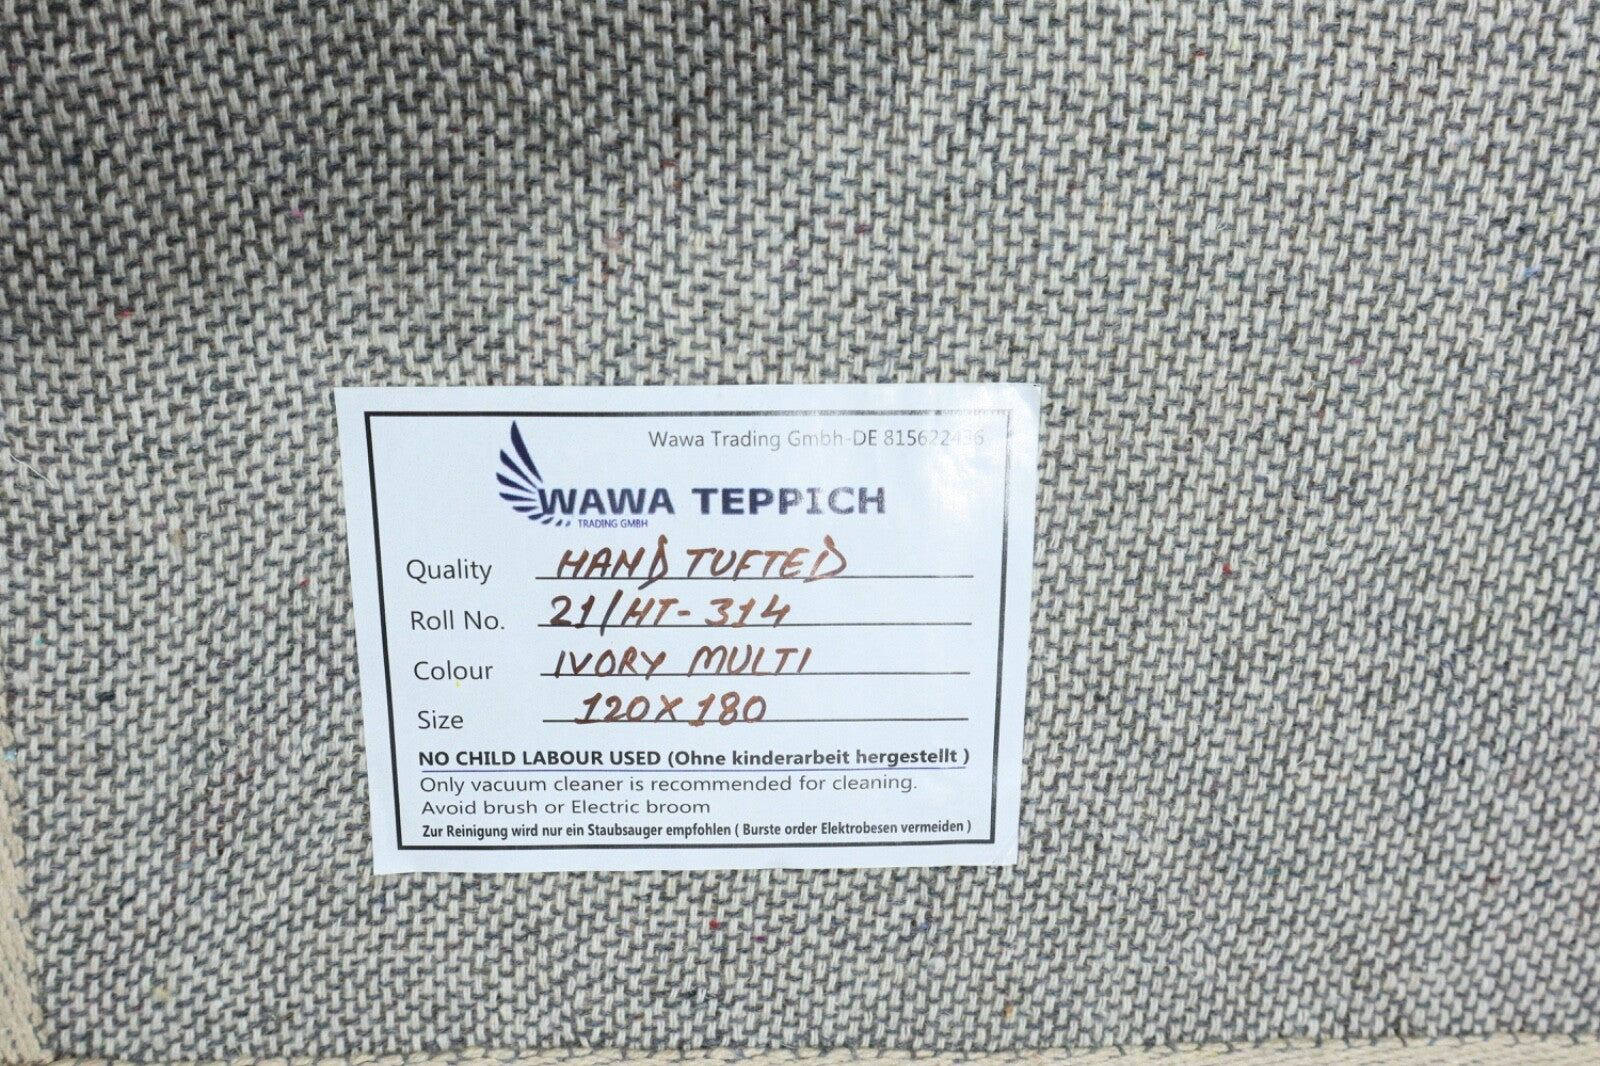 Wawa Trading Gmbh-DE 815622436
WAWA TEPPICH
TRADING GMBH
Quality HAND TUFTED
Roll No. 21/HT-314
Colour IVORY MULTI
Size 120X180
NO CHILD LABOUR USED (Ohne kinderarbeit hergestellt )
Only vacuum cleaner is recommended for cleaning.
Avoid brush or Electric broom
Zur Reinigung wird nur ein Staubsauger empfohlen ( Burste order Elektrobesen vermeiden )